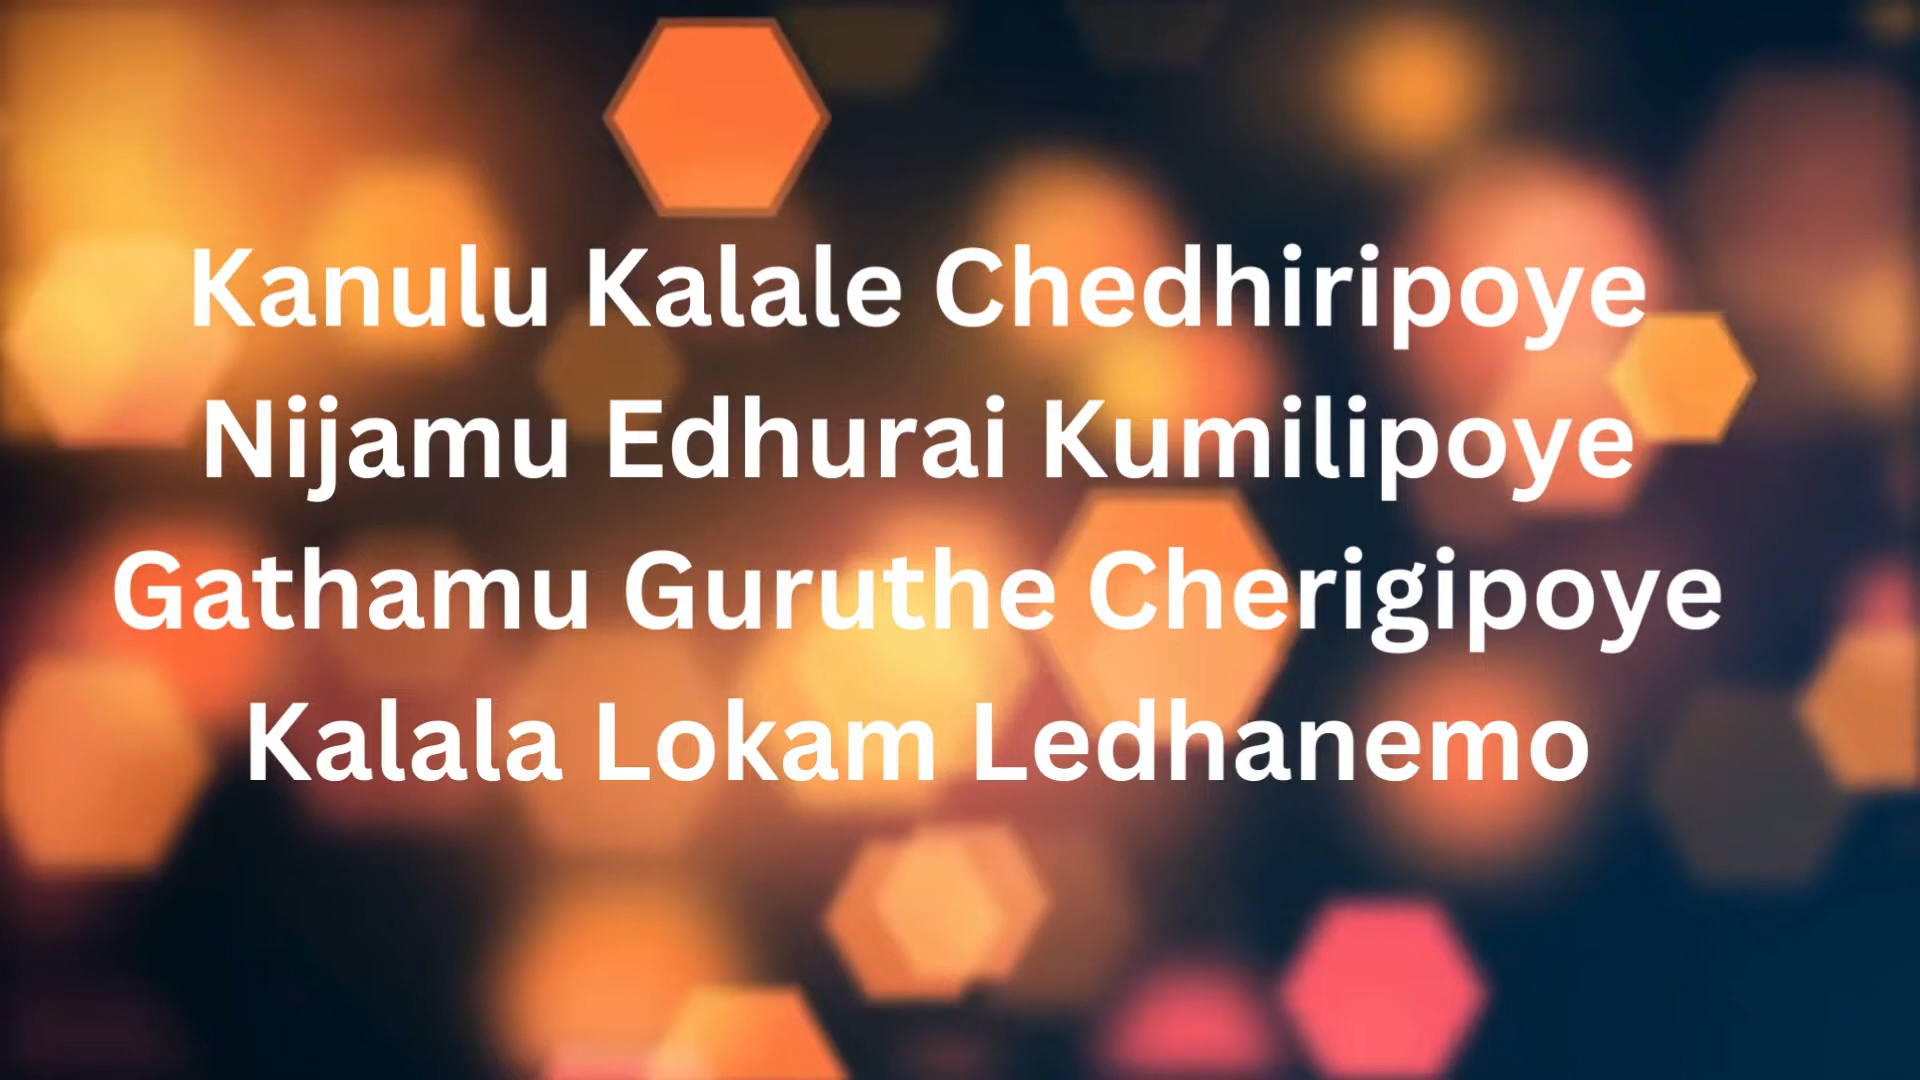 Kanulu Kalale Chedhiripoye
Nijamu Edhurai Kumilipoye
Gathamu Guruthe Cherigipoye
Kalala Lokam Ledhanemo